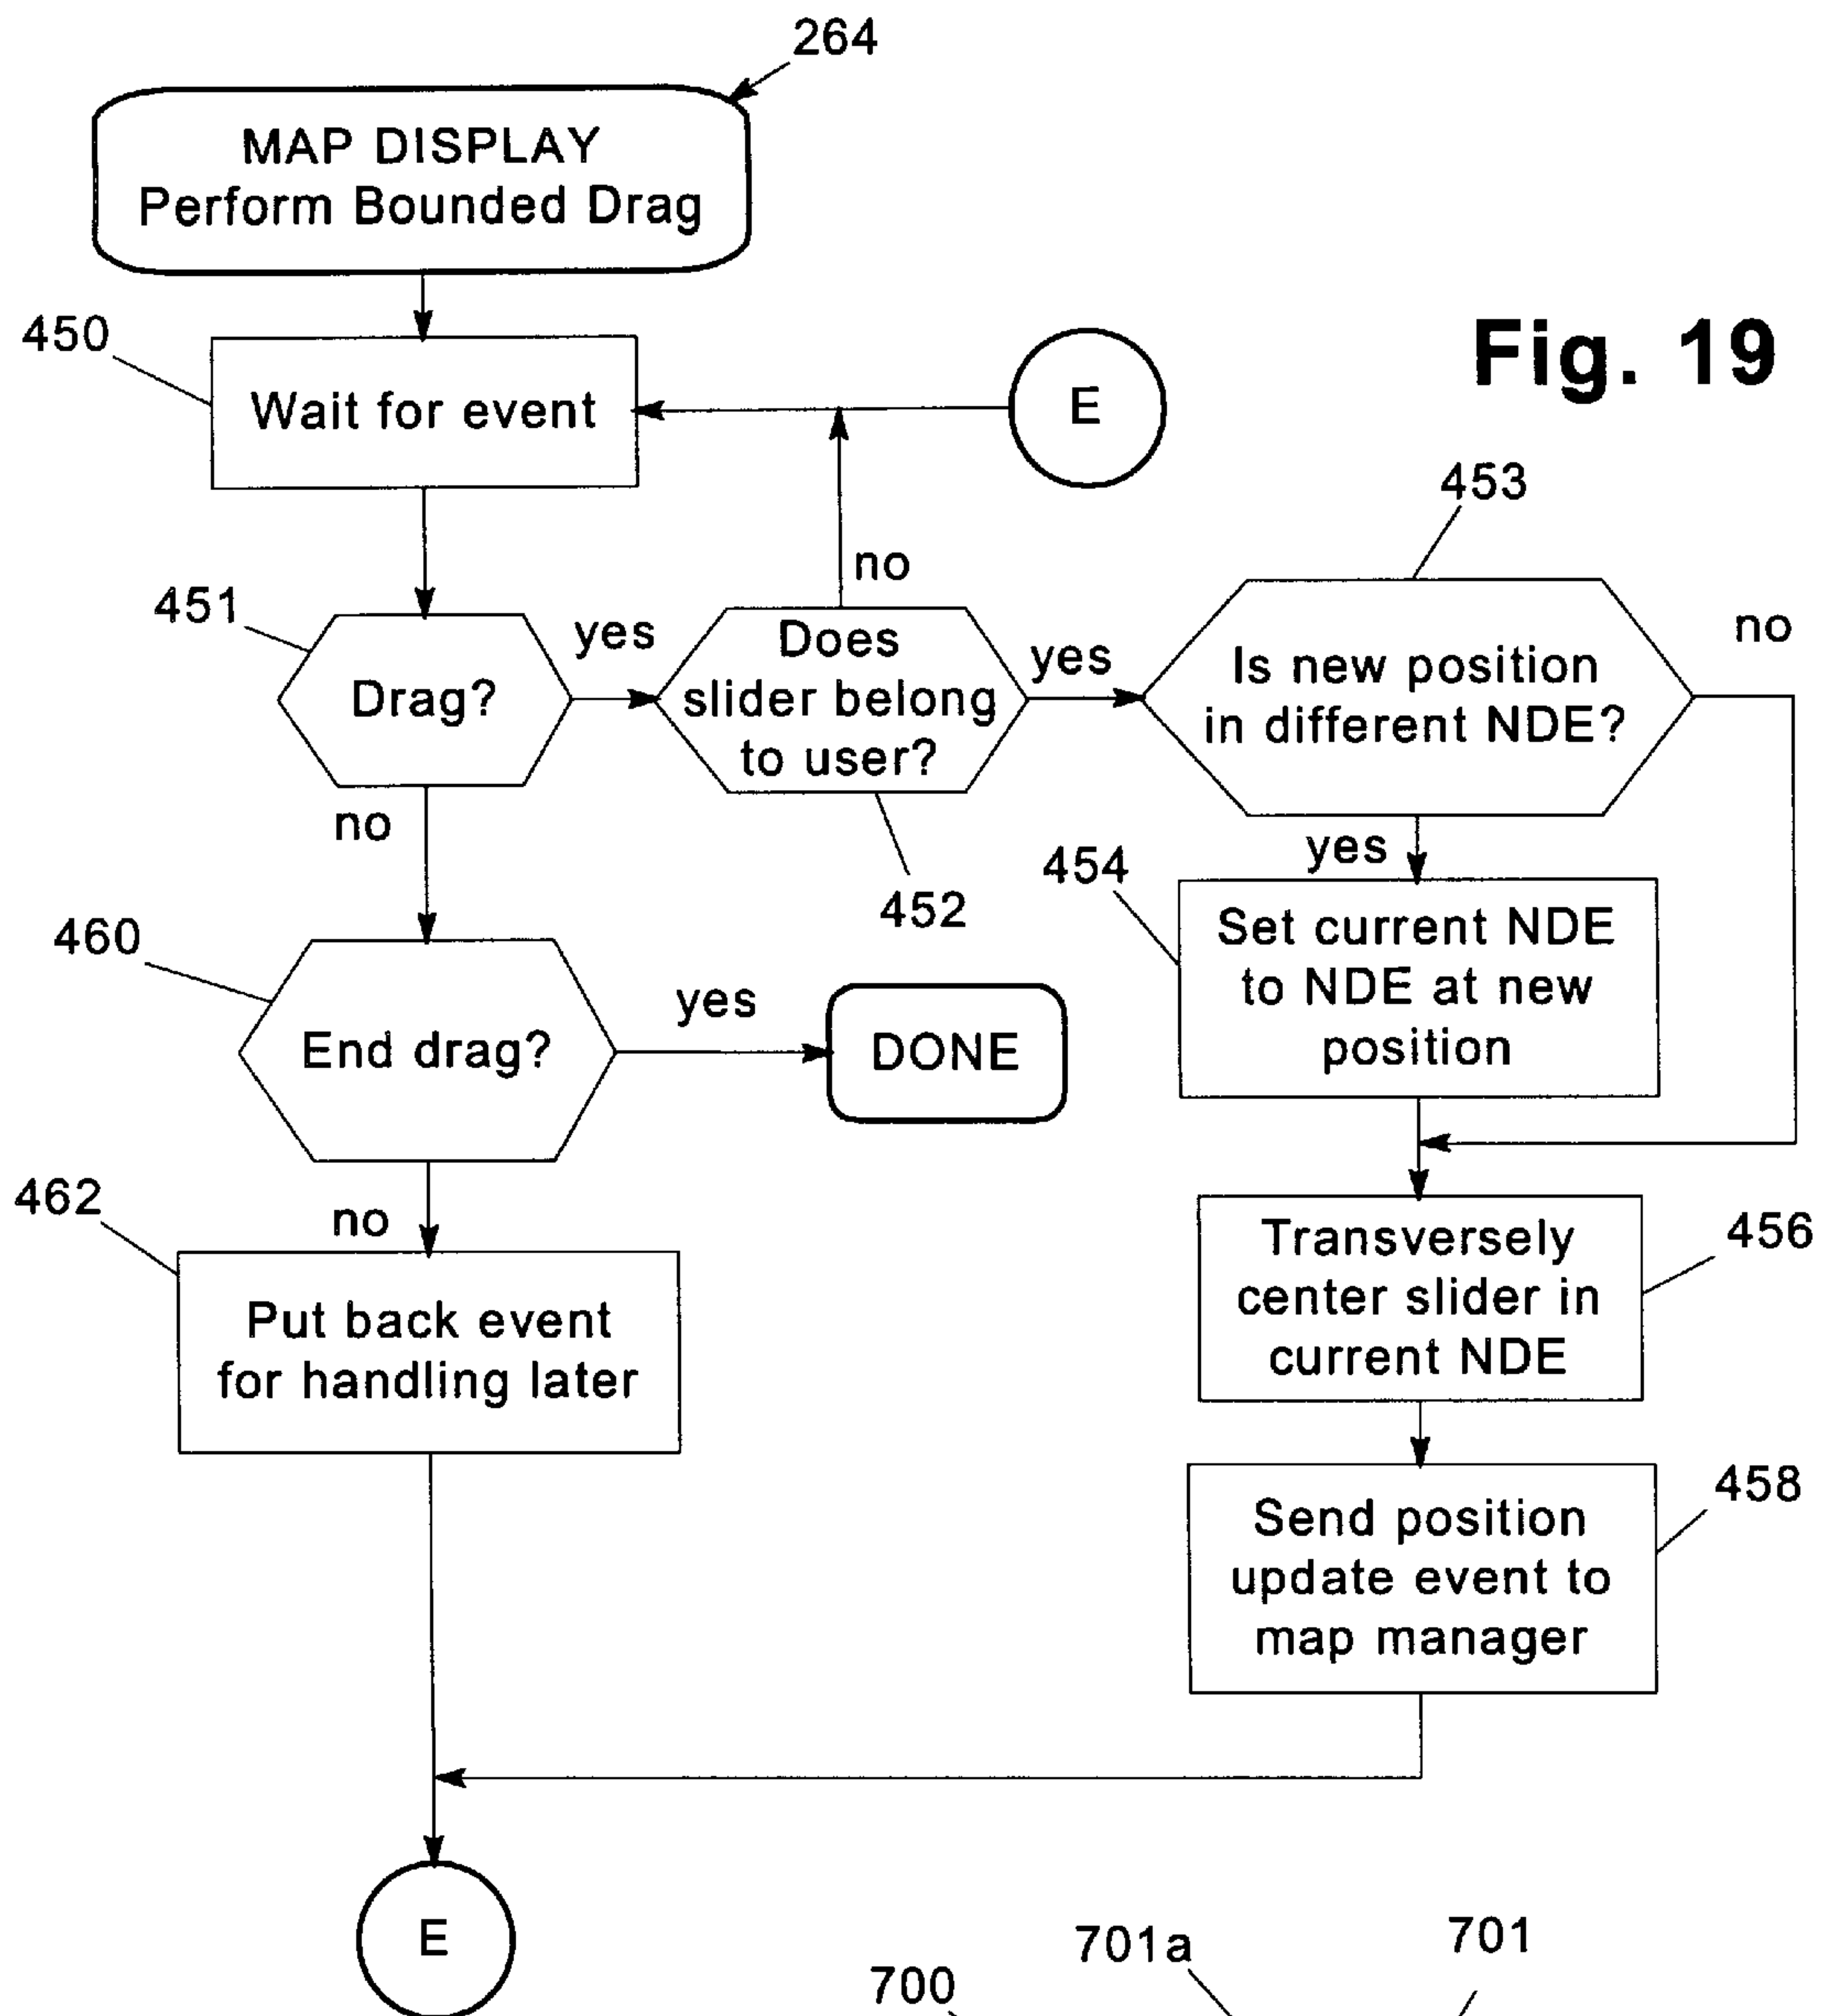 264
MAP DISPLAY
Perform Bounded Drag
Fig. 19
450
Wait for event
E
453
no
451
yes
Does
slider belong
to user?
yes
Is new position
in different NDE?
no
Drag?
no
452
yes
454
Set current NDE
to NDE at new
position
460
End drag?
yes
DONE
462
no
Put back event
for handling later
Transversely
center slider in
current NDE
456
Send position
update event to
map manager
458
E
700
701a
701